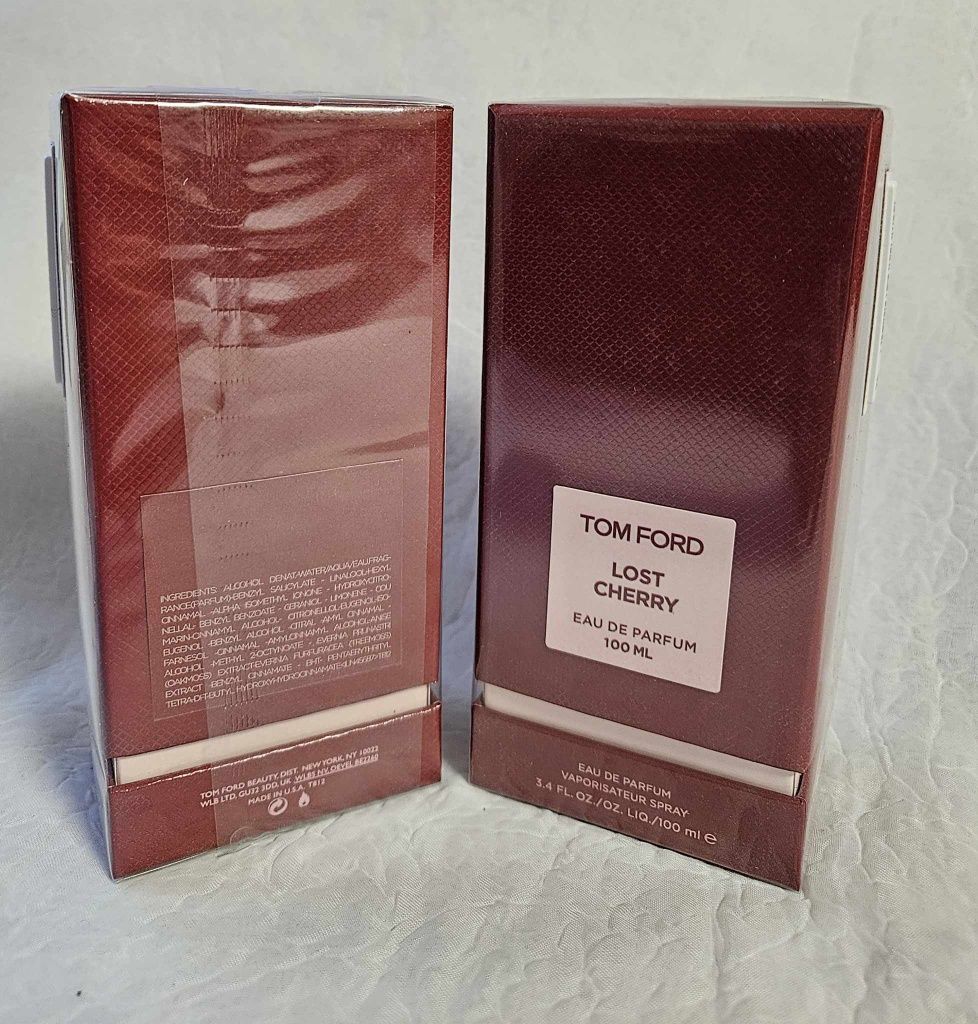 INGREDIENTS: ALCOHOL DENAT·WATER/AQUA/EAU·FRAG-
RANCE(PARFUM)·BENZYL SALICYLATE - LINALOOL·HEXYL
CINNAMAL -ALPHA ISOMETHYL IONONE - HYDROXYCITRO-
NELLAL- BENZYL BENZOATE - GERANIOL - LIMONENE - COU
MARIN-CINNAMYL ALCOHOL- CITRONELLOL·EUGENOL·ISO-
EUGENOL -BENZYL ALCOHOL -CITRAL -AMYL CINNAMAL -
FARNESOL -CINNAMAL -AMYLCINNAMYL ALCOHOL-ANISE
ALCOHOL -METHYL 2-OCTYNOATE - EVERNIA PRUNASTRI
(OAKMOSS) EXTRACT·EVERNIA FURFURACEA (TREEMOSS)
EXTRACT -BENZYL CINNAMATE - BHT- PENTAERYTHRITYL
TETRA-DI-T-BUTYL HYDROXYHYDROCINNAMATE
TOM FORD BEAUTY, DIST. NEW YORK, NY 10022
WLB LTD, GU32 3DD, UK WLBS NV DEVEL BE2260
MADE IN U.S.A. TB12
TOM FORD
LOST
CHERRY
EAU DE PARFUM
100 ML
EAU DE PARFUM
VAPORISATEUR SPRAY
3.4 FL. OZ./OZ. LIQ./100 ml ℮